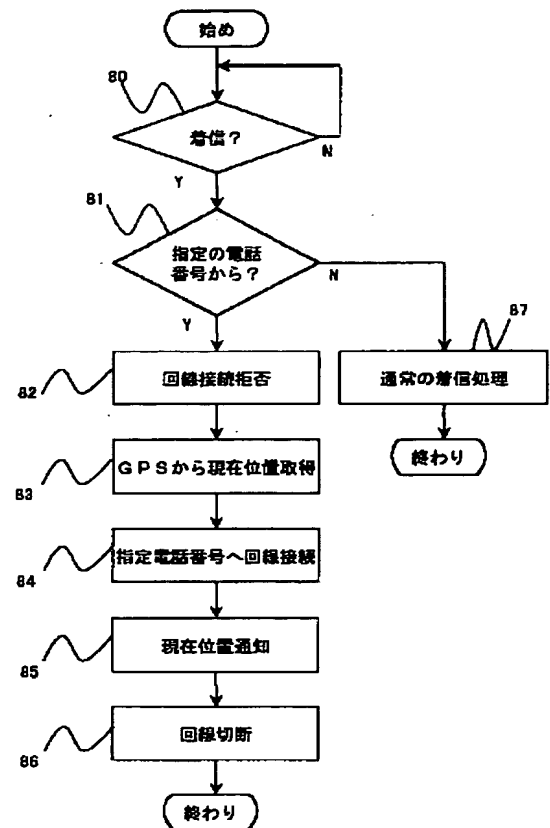 始め
80
着信?
N
Y
81
指定の電話
番号から?
N
Y
87
82
回線接続拒否
通常の着信処理
終わり
83
GPSから現在位置取得
84
指定電話番号へ回線接続
85
現在位置通知
86
回線切断
終わり